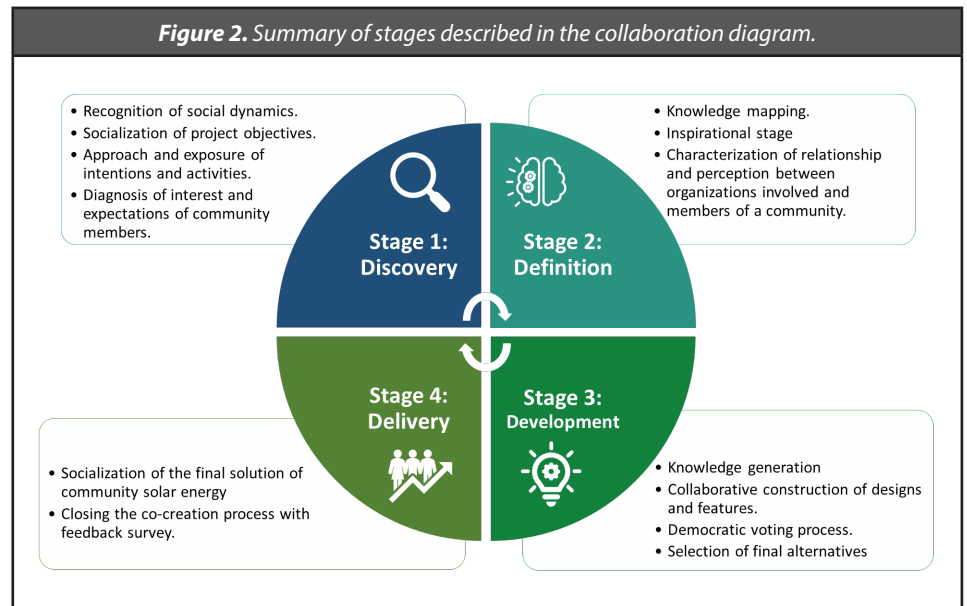 Figure 2. Summary of stages described in the collaboration diagram.
• Recognition of social dynamics.
• Socialization of project objectives.
• Approach and exposure of
intentions and activities.
• Diagnosis of interest and
expectations of community
members.
Stage 1:
Discovery
• Knowledge mapping.
• Inspirational stage
• Characterization of relationship
and perception between
organizations involved and
members of a community.
Stage 2:
Definition
Stage 4:
Delivery
• Socialization of the final solution of
community solar energy
• Closing the co-creation process with
feedback survey.
Stage 3:
Development
• Knowledge generation
• Collaborative construction of designs
and features.
• Democratic voting process.
• Selection of final alternatives